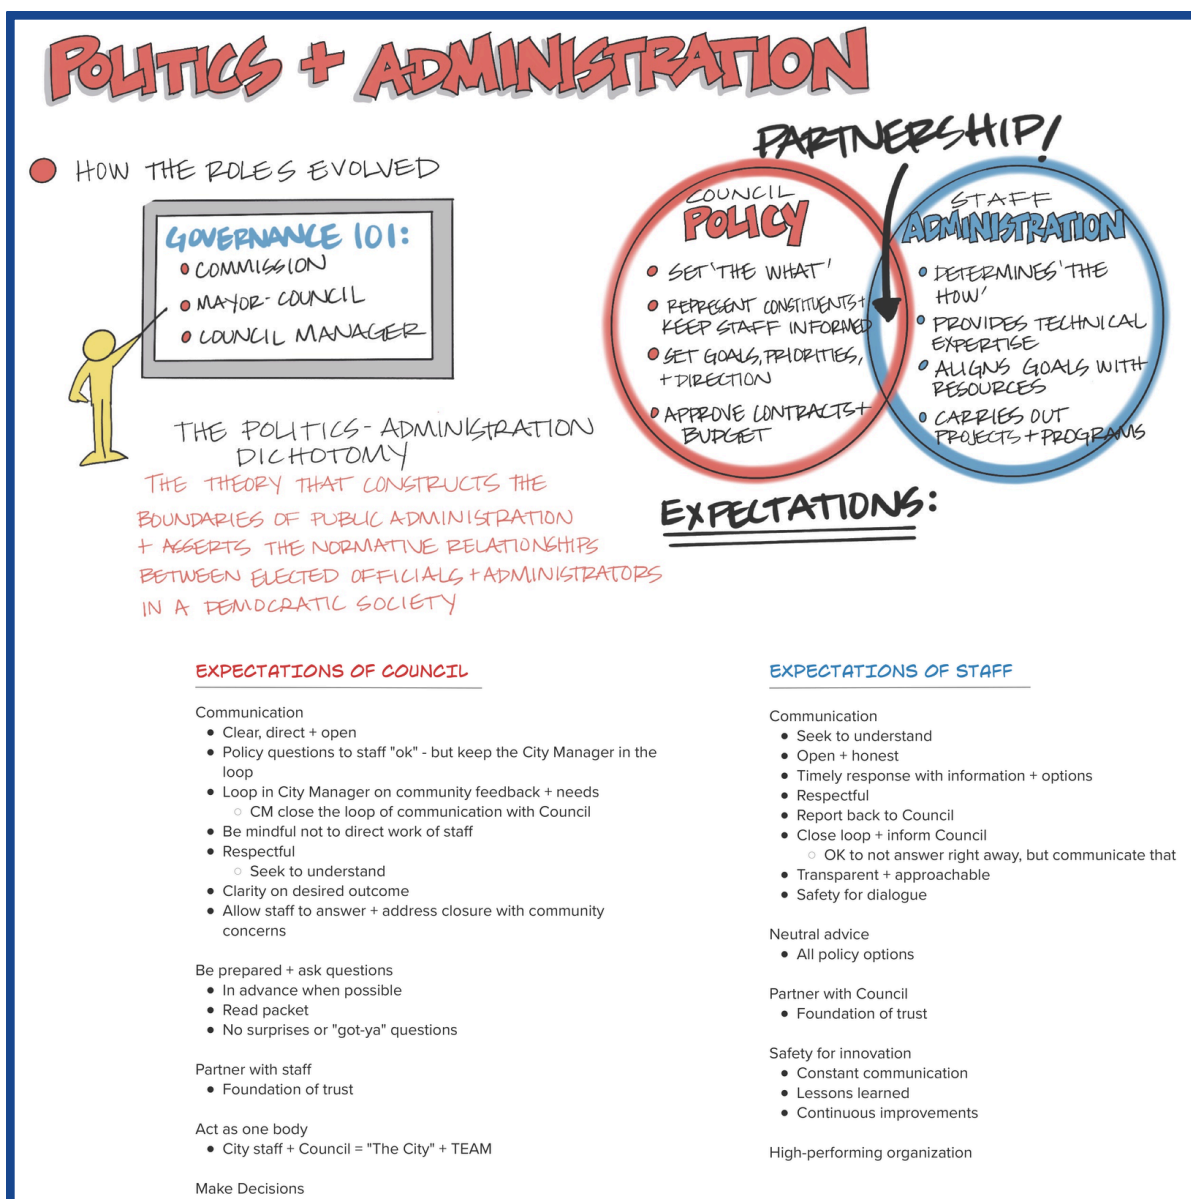 POLITICS + ADMINISTRATION
HOW THE ROLES EVOLVED
GOVERNANCE 101:
• COMMISSION
• MAYOR-COUNCIL
• COUNCIL MANAGER
THE POLITICS-ADMINISTRATION
DICHOTOMY
THE THEORY THAT CONSTRUCTS THE
BOUNDARIES OF PUBLIC ADMINISTRATION
+ ASSERTS THE NORMATIVE RELATIONSHIPS
BETWEEN ELECTED OFFICIALS + ADMINISTRATORS
IN A DEMOCRATIC SOCIETY
PARTNERSHIP!
COUNCIL
POLICY
• SET 'THE WHAT'
• REPRESENT CONSTITUENTS +
KEEP STAFF INFORMED
• SET GOALS, PRIORITIES,
+ DIRECTION
• APPROVE CONTRACTS +
BUDGET
STAFF
ADMINISTRATION
• DETERMINES 'THE
HOW'
• PROVIDES TECHNICAL
EXPERTISE
• ALIGNS GOALS WITH
RESOURCES
• CARRIES OUT
PROJECTS + PROGRAMS
EXPECTATIONS:
EXPECTATIONS OF COUNCIL
Communication
• Clear, direct + open
• Policy questions to staff "ok" - but keep the City Manager in the
loop
• Loop in City Manager on community feedback + needs
○ CM close the loop of communication with Council
• Be mindful not to direct work of staff
• Respectful
○ Seek to understand
• Clarity on desired outcome
• Allow staff to answer + address closure with community
concerns
Be prepared + ask questions
• In advance when possible
• Read packet
• No surprises or "got-ya" questions
Partner with staff
• Foundation of trust
Act as one body
• City staff + Council = "The City" + TEAM
Make Decisions
EXPECTATIONS OF STAFF
Communication
• Seek to understand
• Open + honest
• Timely response with information + options
• Respectful
• Report back to Council
• Close loop + inform Council
○ OK to not answer right away, but communicate that
• Transparent + approachable
• Safety for dialogue
Neutral advice
• All policy options
Partner with Council
• Foundation of trust
Safety for innovation
• Constant communication
• Lessons learned
• Continuous improvements
High-performing organization